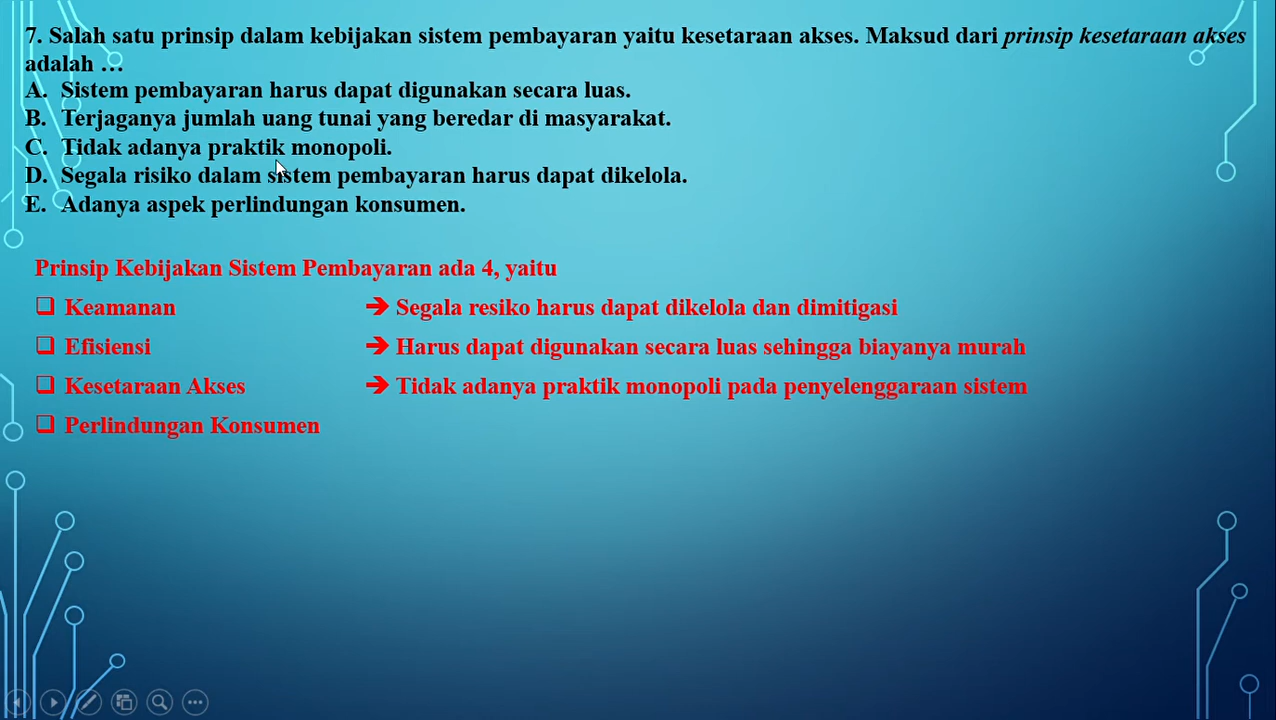 7. Salah satu prinsip dalam kebijakan sistem pembayaran yaitu kesetaraan akses. Maksud dari prinsip kesetaraan akses
adalah …
A. Sistem pembayaran harus dapat digunakan secara luas.
B. Terjaganya jumlah uang tunai yang beredar di masyarakat.
C. Tidak adanya praktik monopoli.
D. Segala risiko dalam sistem pembayaran harus dapat dikelola.
E. Adanya aspek perlindungan konsumen.
Prinsip Kebijakan Sistem Pembayaran ada 4, yaitu
❑ Keamanan ➔ Segala resiko harus dapat dikelola dan dimitigasi
❑ Efisiensi ➔ Harus dapat digunakan secara luas sehingga biayanya murah
❑ Kesetaraan Akses ➔ Tidak adanya praktik monopoli pada penyelenggaraan sistem
❑ Perlindungan Konsumen